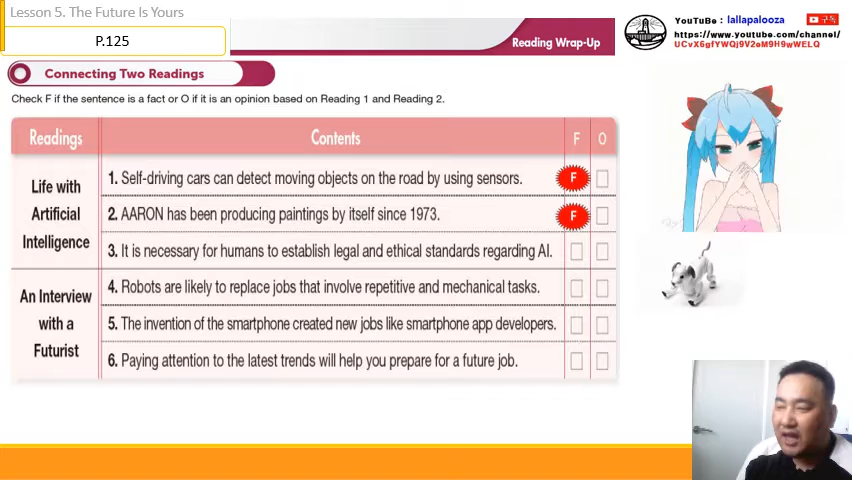 Lesson 5. The Future Is Yours
P.125
Reading Wrap-Up
YouTuBe : lallapalooza
구독
https://www.youtube.com/channel/
UCvX6gfYWQj9V2eM9H9wWELQ
Connecting Two Readings
Check F if the sentence is a fact or O if it is an opinion based on Reading 1 and Reading 2.
Readings Contents F O
Life with
Artificial
Intelligence
1. Self-driving cars can detect moving objects on the road by using sensors. F
2. AARON has been producing paintings by itself since 1973. F
3. It is necessary for humans to establish legal and ethical standards regarding AI.
An Interview
with a
Futurist
4. Robots are likely to replace jobs that involve repetitive and mechanical tasks.
5. The invention of the smartphone created new jobs like smartphone app developers.
6. Paying attention to the latest trends will help you prepare for a future job.